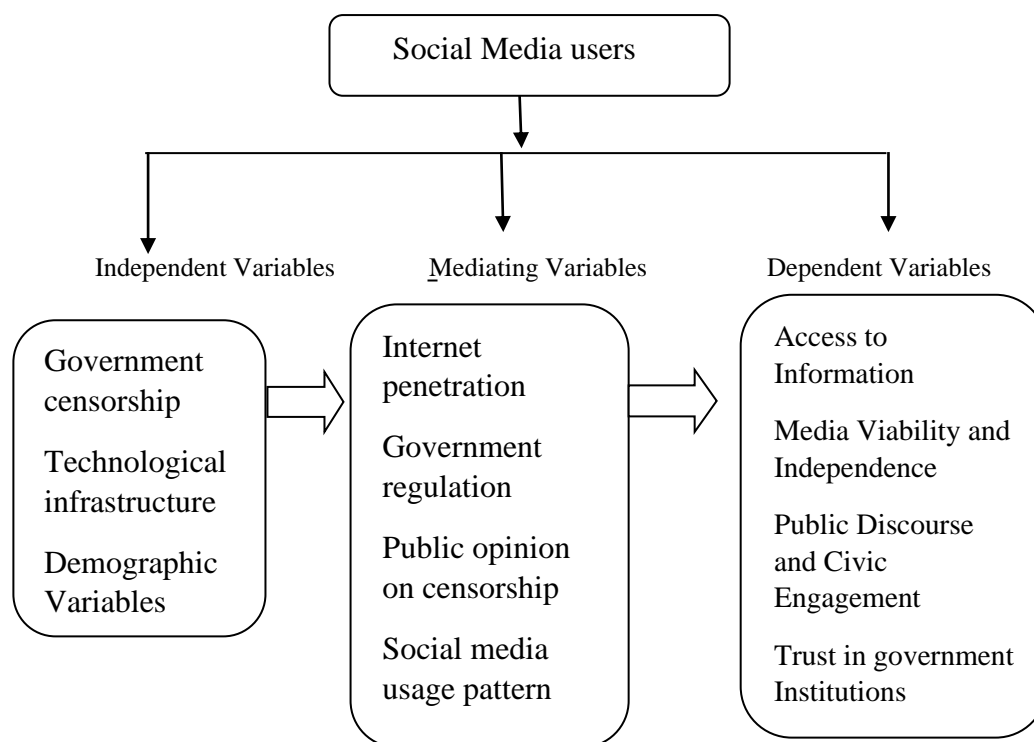 Social Media users
Independent Variables
Mediating Variables
Dependent Variables
Government
censorship
Technological
infrastructure
Demographic
Variables
Internet
penetration
Government
regulation
Public opinion
on censorship
Social media
usage pattern
Access to
Information
Media Viability and
Independence
Public Discourse
and Civic
Engagement
Trust in government
Institutions